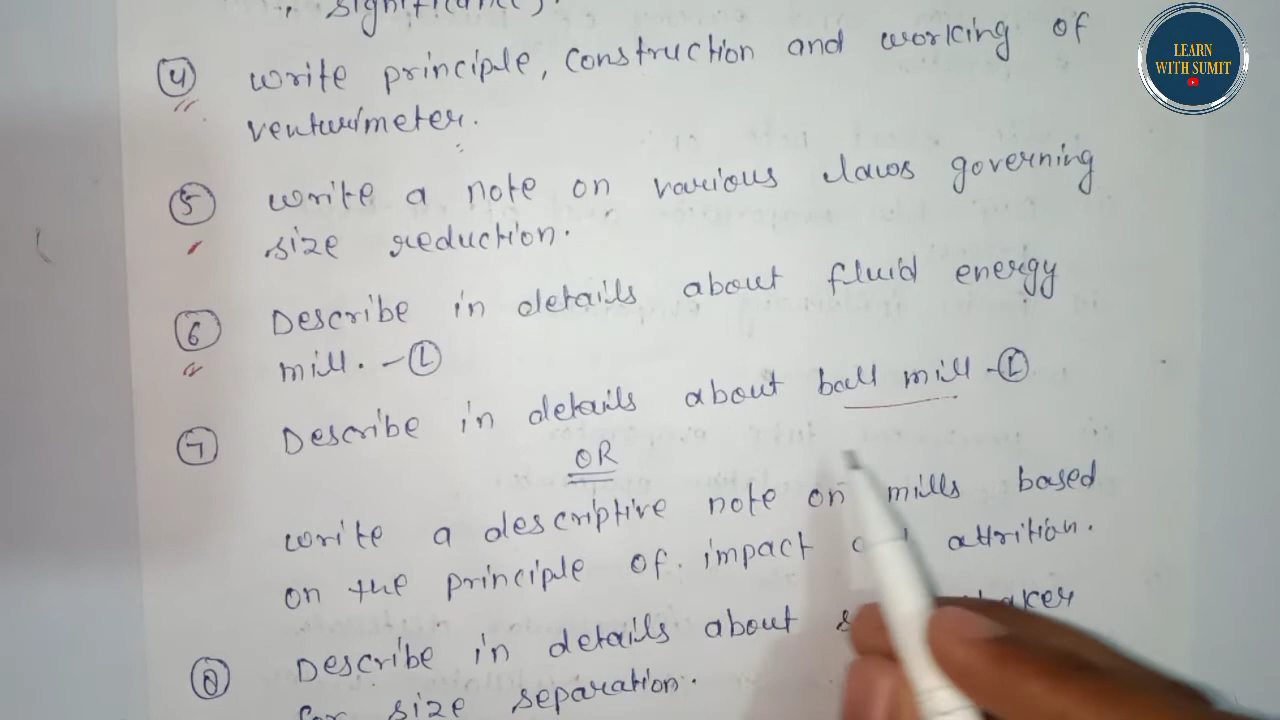 significance).
4 Write principle, construction and working of
venturimeter.
5 Write a note on various laws governing
size reduction.
6 Describe in details about fluid energy
mill. - L
7 Describe in details about ball mill - L
OR
Write a descriptive note on mills based
on the principle of impact attrition.
8 Describe in details about
for size separation.
LEARN
WITH SUMIT